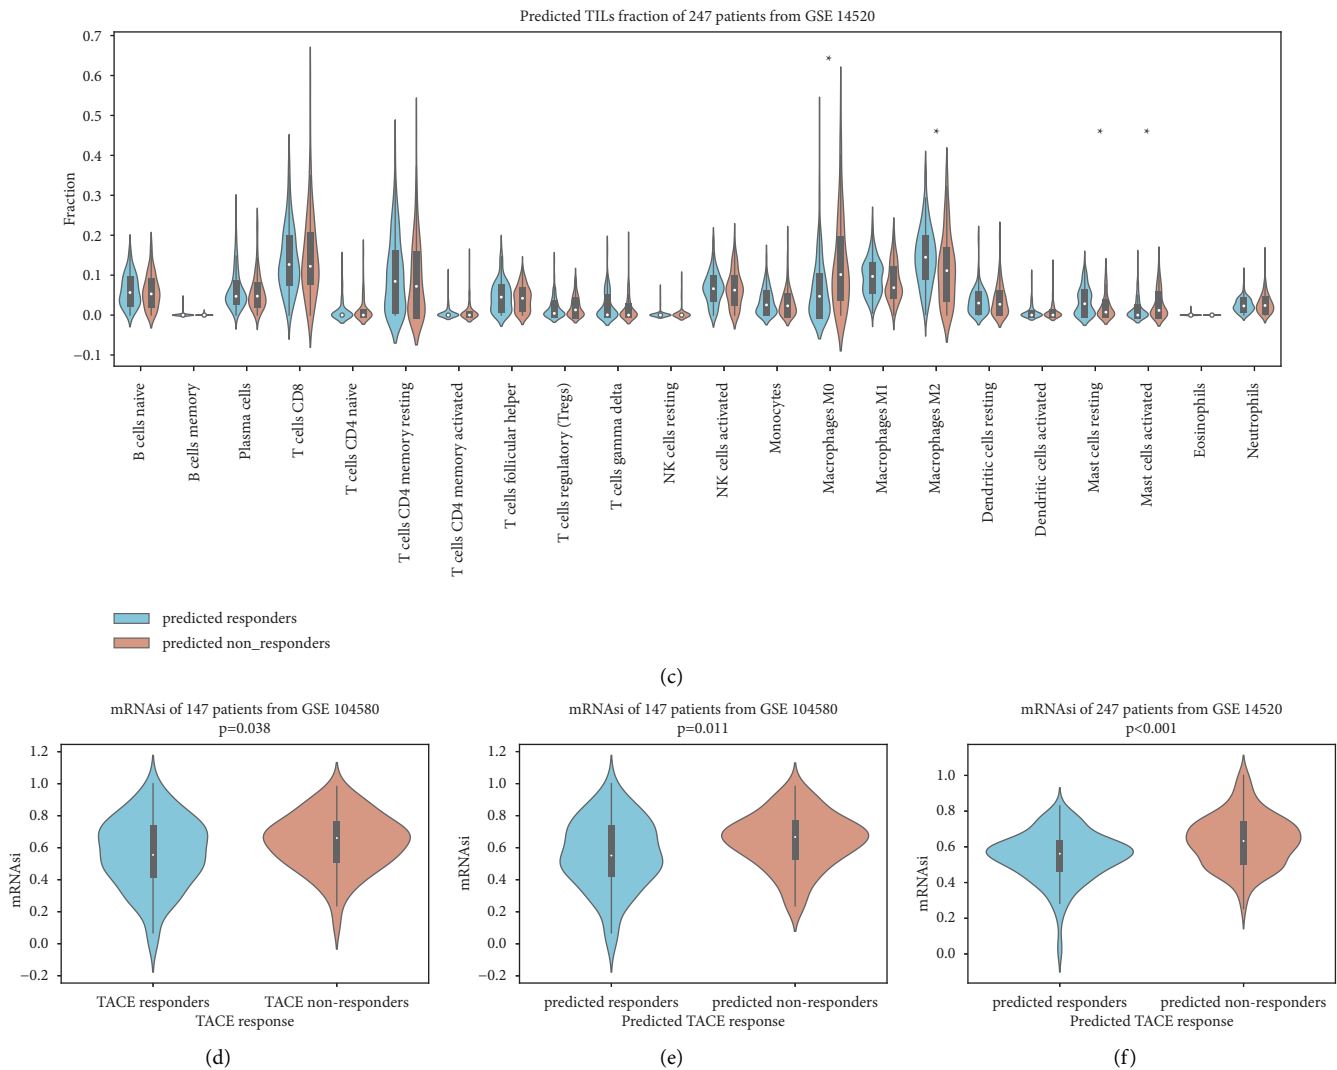 Predicted TILs fraction of 247 patients from GSE 14520
Fraction
0.7
0.6
0.5
0.4
0.3
0.2
0.1
0.0
−0.1
*
*
*
*
B cells naive
B cells memory
Plasma cells
T cells CD8
T cells CD4 naive
T cells CD4 memory resting
T cells CD4 memory activated
T cells follicular helper
T cells regulatory (Tregs)
T cells gamma delta
NK cells resting
NK cells activated
Monocytes
Macrophages M0
Macrophages M1
Macrophages M2
Dendritic cells resting
Dendritic cells activated
Mast cells resting
Mast cells activated
Eosinophils
Neutrophils
predicted responders
predicted non_responders
(c)
mRNAsi of 147 patients from GSE 104580
p=0.038
mRNAsi
1.2
1.0
0.8
0.6
0.4
0.2
0.0
−0.2
TACE responders
TACE non-responders
TACE response
(d)
mRNAsi of 147 patients from GSE 104580
p=0.011
mRNAsi
1.2
1.0
0.8
0.6
0.4
0.2
0.0
−0.2
predicted responders
predicted non-responders
Predicted TACE response
(e)
mRNAsi of 247 patients from GSE 14520
p<0.001
mRNAsi
1.0
0.8
0.6
0.4
0.2
0.0
predicted responders
predicted non-responders
Predicted TACE response
(f)